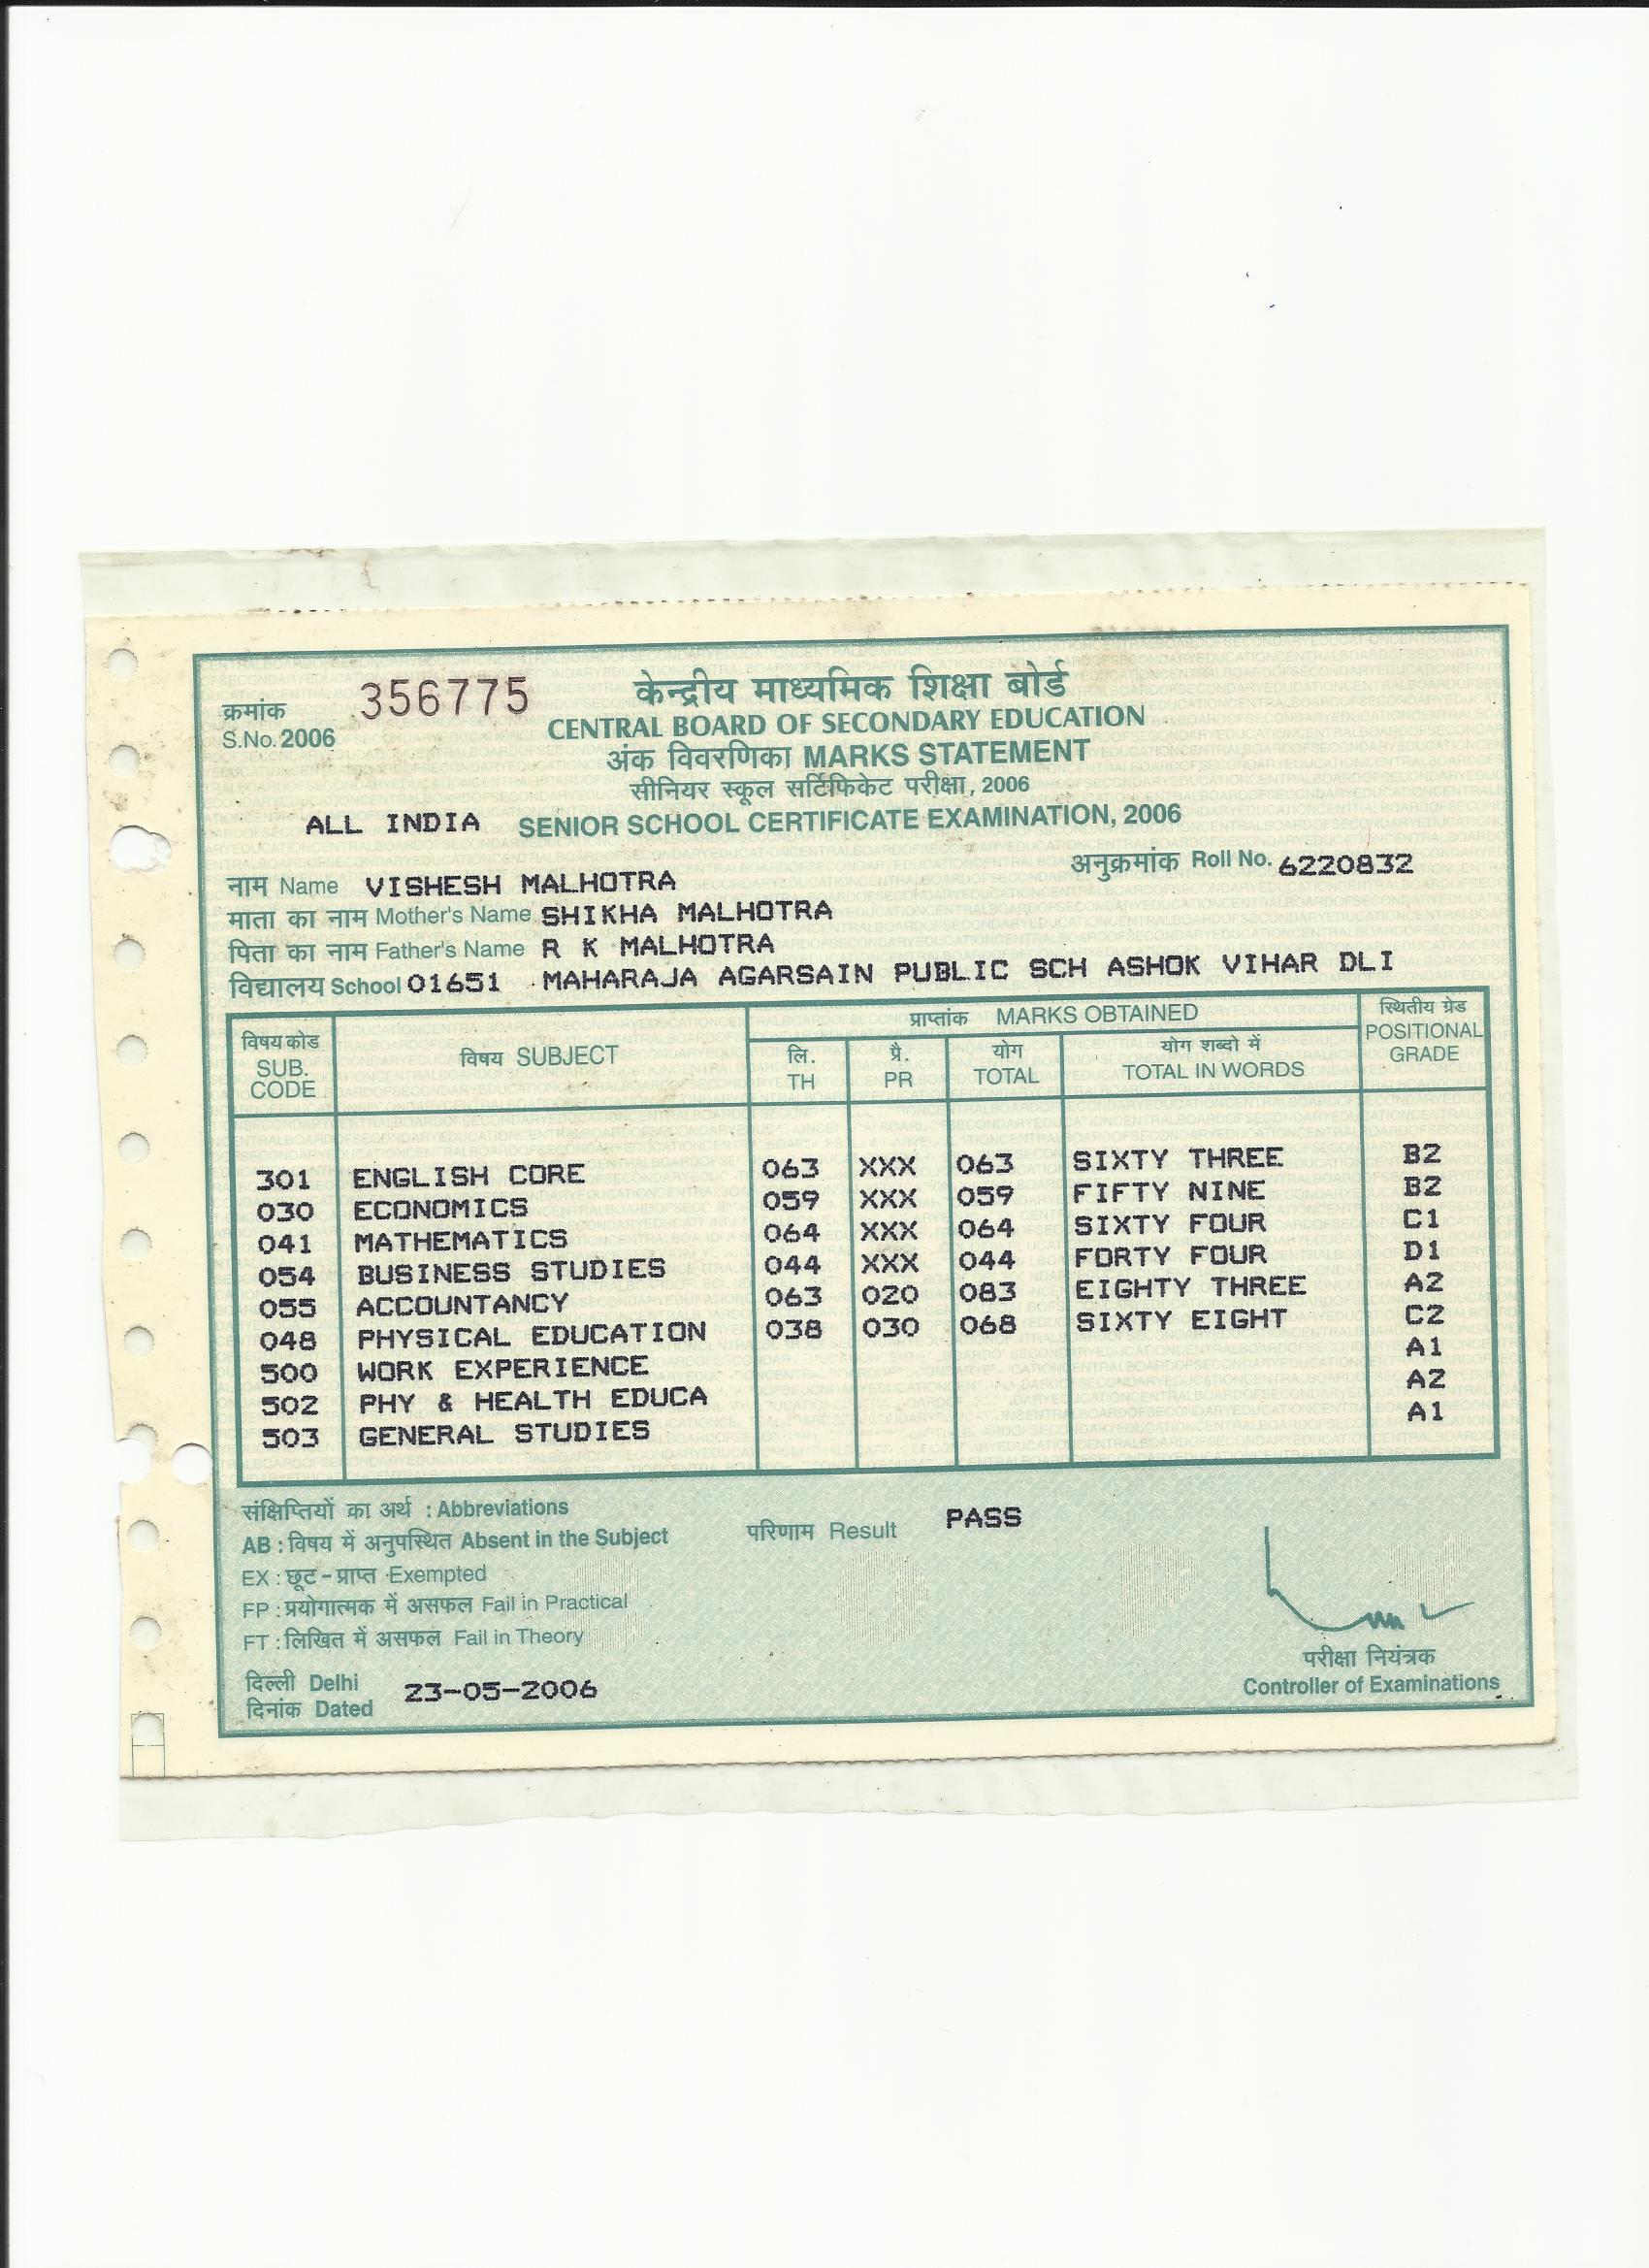 क्रमांक 356775
S.No. 2006
केन्द्रीय माध्यमिक शिक्षा बोर्ड
CENTRAL BOARD OF SECONDARY EDUCATION
अंक विवरणिका MARKS STATEMENT
सीनियर स्कूल सर्टिफिकेट परीक्षा, 2006
ALL INDIA SENIOR SCHOOL CERTIFICATE EXAMINATION, 2006
अनुक्रमांक Roll No. 6220832
नाम Name VISHESH MALHOTRA
माता का नाम Mother's Name SHIKHA MALHOTRA
पिता का नाम Father's Name R K MALHOTRA
विद्यालय School 01651 MAHARAJA AGARSAIN PUBLIC SCH ASHOK VIHAR DLI
विषय कोड SUB. CODE विषय SUBJECT प्राप्तांक MARKS OBTAINED स्थितीय ग्रेड POSITIONAL GRADE
लि. TH प्रै. PR योग TOTAL योग शब्दो में TOTAL IN WORDS
301 ENGLISH CORE 063 XXX 063 SIXTY THREE B2
030 ECONOMICS 059 XXX 059 FIFTY NINE B2
041 MATHEMATICS 064 XXX 064 SIXTY FOUR C1
054 BUSINESS STUDIES 044 XXX 044 FORTY FOUR D1
055 ACCOUNTANCY 063 020 083 EIGHTY THREE A2
048 PHYSICAL EDUCATION 038 030 068 SIXTY EIGHT C2
500 WORK EXPERIENCE A1
502 PHY & HEALTH EDUCA A2
503 GENERAL STUDIES A1
संक्षिप्तियों का अर्थ : Abbreviations
AB : विषय में अनुपस्थित Absent in the Subject
परिणाम Result PASS
EX : छूट - प्राप्त Exempted
FP : प्रयोगात्मक में असफल Fail in Practical
FT : लिखित में असफल Fail in Theory
परीक्षा नियंत्रक
Controller of Examinations
दिल्ली Delhi
दिनांक Dated 23-05-2006